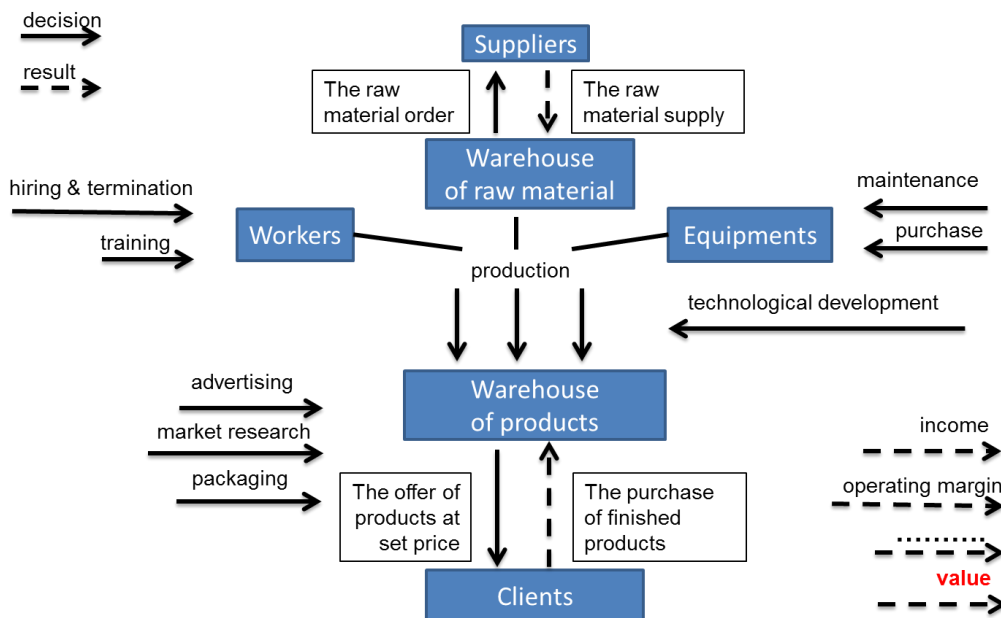 decision
result
Suppliers
The raw
material order
The raw
material supply
Warehouse
of raw material
hiring & termination
training
Workers
Equipments
maintenance
purchase
production
technological development
advertising
market research
packaging
Warehouse
of products
The offer of
products at
set price
The purchase
of finished
products
Clients
income
operating margin
..........
value